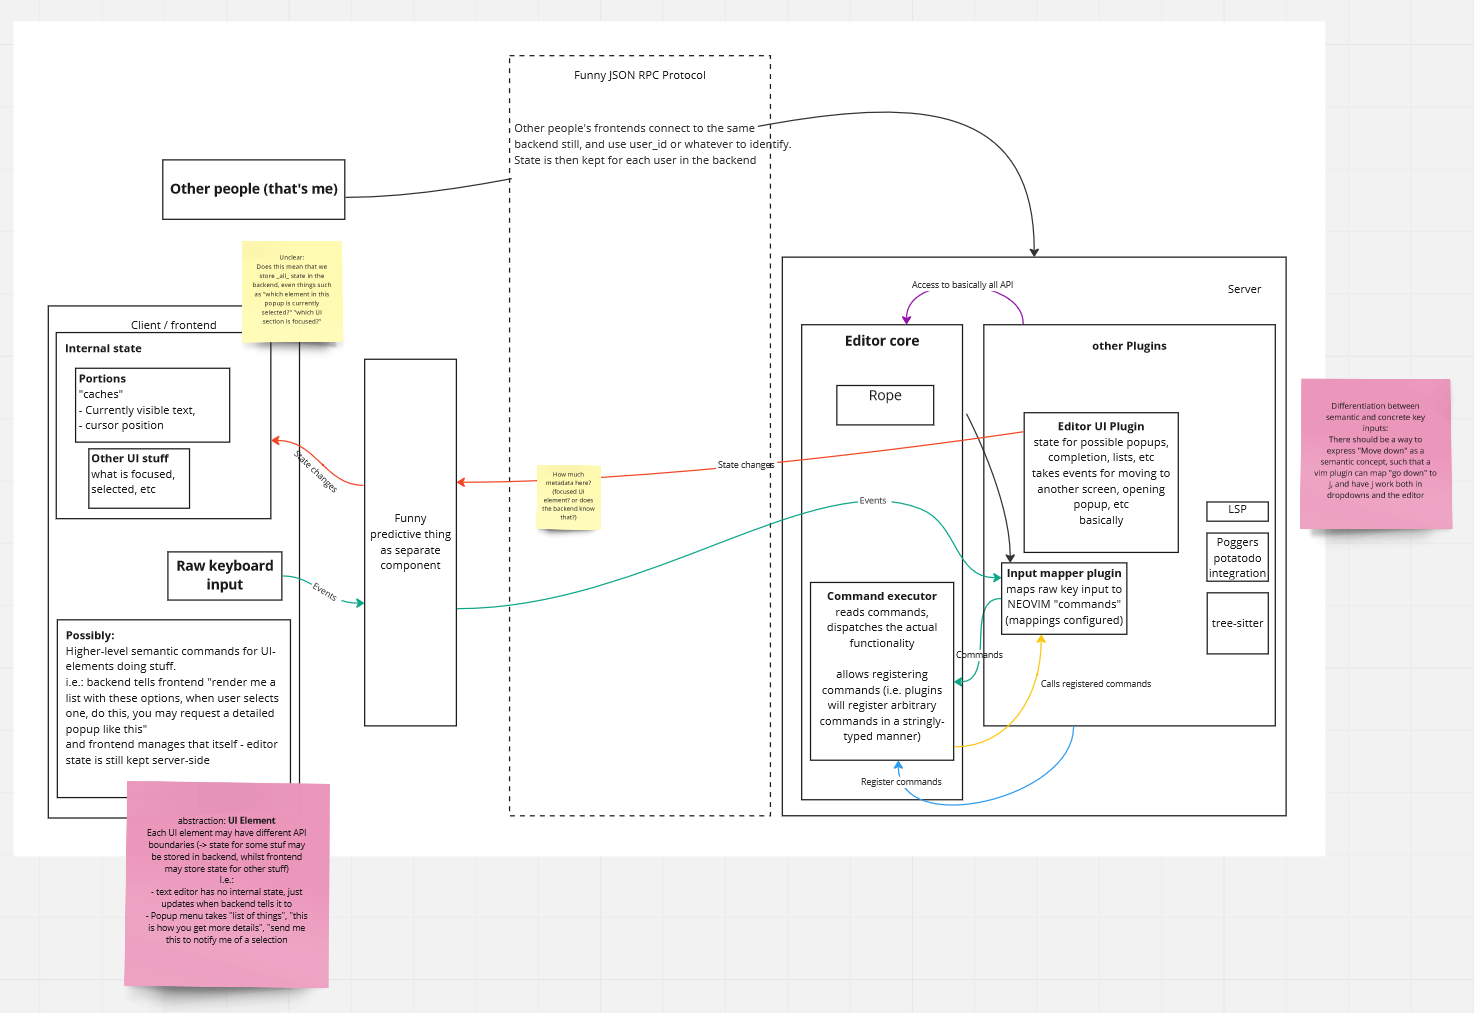 Funny JSON RPC Protocol
Other people's frontends connect to the same
backend still, and use user_id or whatever to identify.
State is then kept for each user in the backend
Other people (that's me)
Unclear:
Does this mean that we
store _all_ state in the
backend, even things such
as "which element in this
popup is currently
selected?" "which UI
section is focused?"
Client / frontend
Internal state
Portions
"caches"
- Currently visible text,
- cursor position
Other UI stuff
what is focused,
selected, etc
State changes
Raw keyboard
input
Events
Possibly:
Higher-level semantic commands for UI-
elements doing stuff.
i.e.: backend tells frontend "render me a
list with these options, when user selects
one, do this, you may request a detailed
popup like this"
and frontend manages that itself - editor
state is still kept server-side
abstraction: UI Element
Each UI element may have different API
boundaries (-> state for some stuf may
be stored in backend, whilst frontend
may store state for other stuff)
I.e.:
- text editor has no internal state, just
updates when backend tells it to
- Popup menu takes "list of things", "this
is how you get more details", "send me
this to notify me of a selection
Funny
predictive thing
as separate
component
How much
metadata here?
(focused UI
element? or does
the backend know
that?)
State changes
Events
Server
Access to basically all API
Editor core
Rope
Command executor
reads commands,
dispatches the actual
functionality
allows registering
commands (i.e. plugins
will register arbitrary
commands in a stringly-
typed manner)
Register commands
Commands
Calls registered commands
other Plugins
Editor UI Plugin
state for possible popups,
completion, lists, etc
takes events for moving to
another screen, opening
popup, etc
basically
Input mapper plugin
maps raw key input to
NEOVIM "commands"
(mappings configured)
LSP
Poggers
potatodo
integration
tree-sitter
Differentiation between
semantic and concrete key
inputs:
There should be a way to
express "Move down" as a
semantic concept, such that a
vim plugin can map "go down" to
j, and have j work both in
dropdowns and the editor